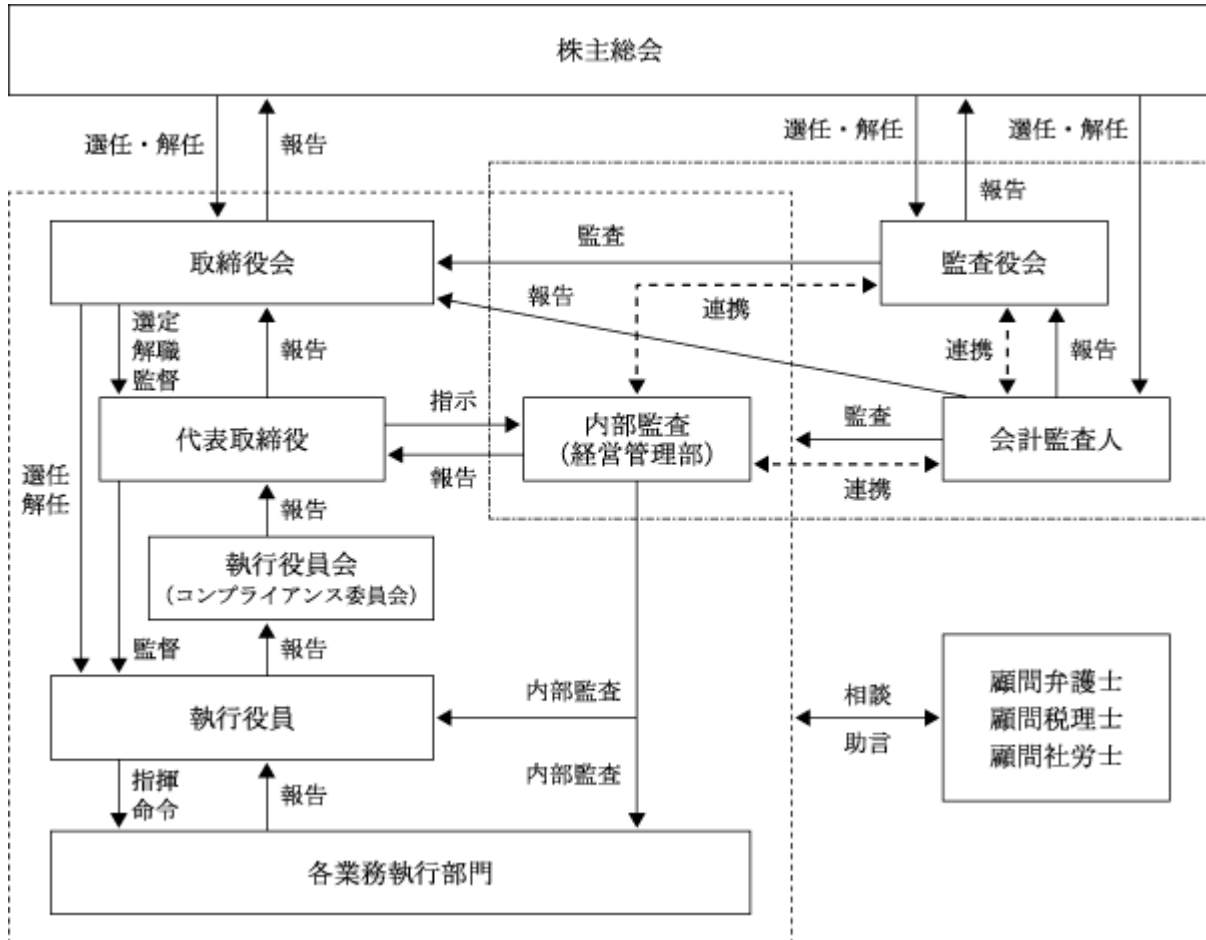 株主総会
選任・解任
報告
選任・解任
選任・解任
報告
取締役会
監査
監査役会
報告
連携
選定
解職
監督
報告
連携
報告
代表取締役
指示
報告
内部監査
(経営管理部)
監査
連携
会計監査人
選任
解任
報告
執行役員会
(コンプライアンス委員会)
監督
報告
執行役員
内部監査
相談
助言
顧問弁護士
顧問税理士
顧問社労士
指揮
命令
報告
内部監査
各業務執行部門